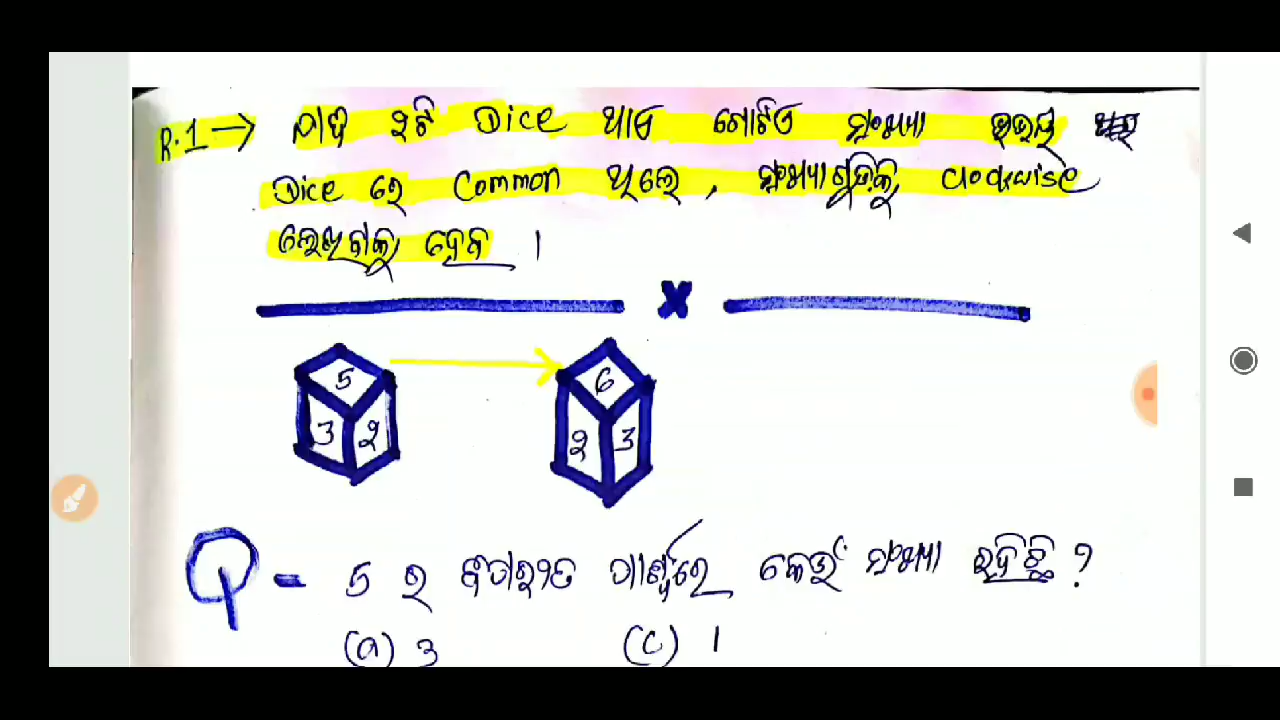 R.1 → ଯଦି ୨ଟି Dice ଥାଏ ଗୋଟିଏ ସଂଖ୍ୟା ଉଭୟ
Dice ରେ Common ଥିଲେ, ସଂଖ୍ୟାଗୁଡ଼ିକୁ clockwise
ଲେଖିବାକୁ ହେବ ।
x
5
3 2
6
2 3
Q = 5 ର ବିପରୀତ ପାର୍ଶ୍ୱରେ କେଉଁ ସଂଖ୍ୟା ରହିଛି ?
(a) 3 (c) 1